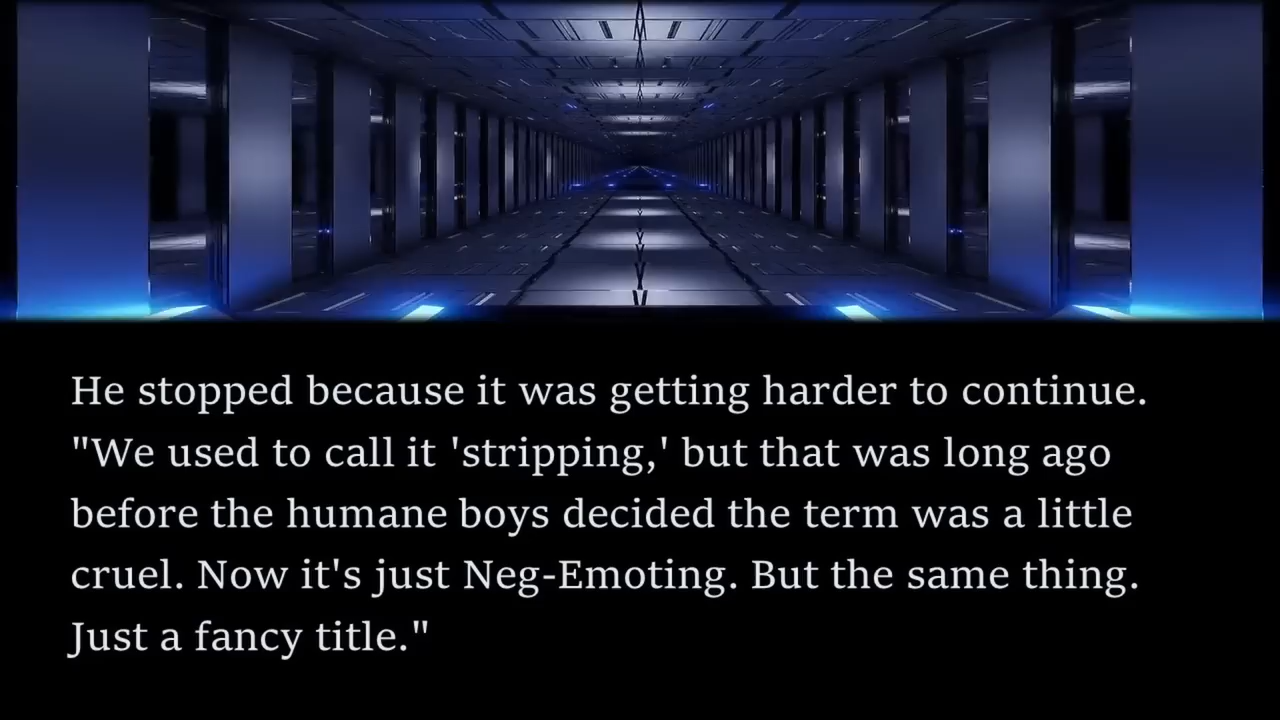 He stopped because it was getting harder to continue.
"We used to call it 'stripping,' but that was long ago
before the humane boys decided the term was a little
cruel. Now it's just Neg-Emoting. But the same thing.
Just a fancy title."